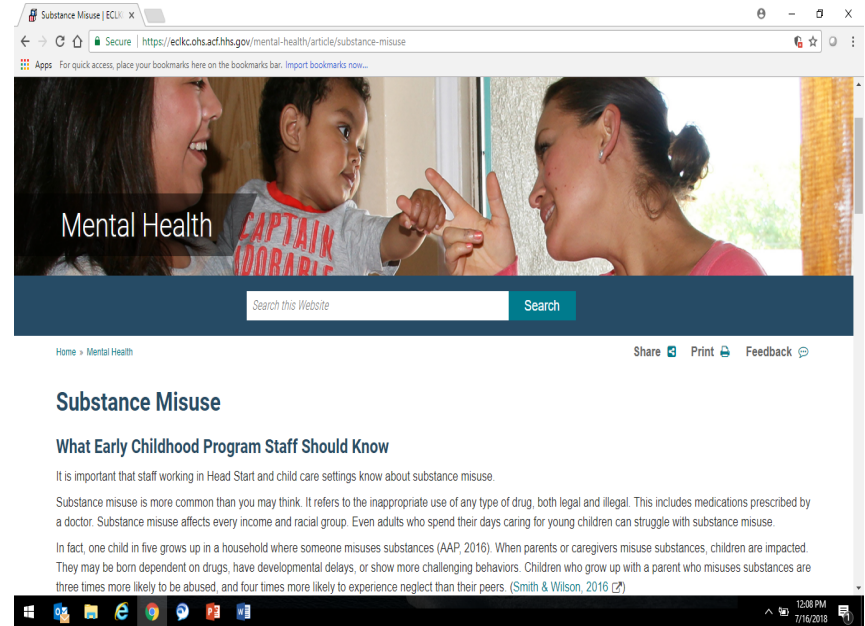 Substance Misuse | ECLK
Secure | https://eclkc.ohs.acf.hhs.gov/mental-health/article/substance-misuse
Apps For quick access, place your bookmarks here on the bookmarks bar. Import bookmarks now...
CAPTAIN
ADORABLE
Mental Health
Search this Website
Search
Home » Mental Health
Share Print Feedback
Substance Misuse
What Early Childhood Program Staff Should Know
It is important that staff working in Head Start and child care settings know about substance misuse.
Substance misuse is more common than you may think. It refers to the inappropriate use of any type of drug, both legal and illegal. This includes medications prescribed by
a doctor. Substance misuse affects every income and racial group. Even adults who spend their days caring for young children can struggle with substance misuse.
In fact, one child in five grows up in a household where someone misuses substances (AAP, 2016). When parents or caregivers misuse substances, children are impacted.
They may be born dependent on drugs, have developmental delays, or show more challenging behaviors. Children who grow up with a parent who misuses substances are
three times more likely to be abused, and four times more likely to experience neglect than their peers. (Smith & Wilson, 2016)
12:08 PM
7/16/2018